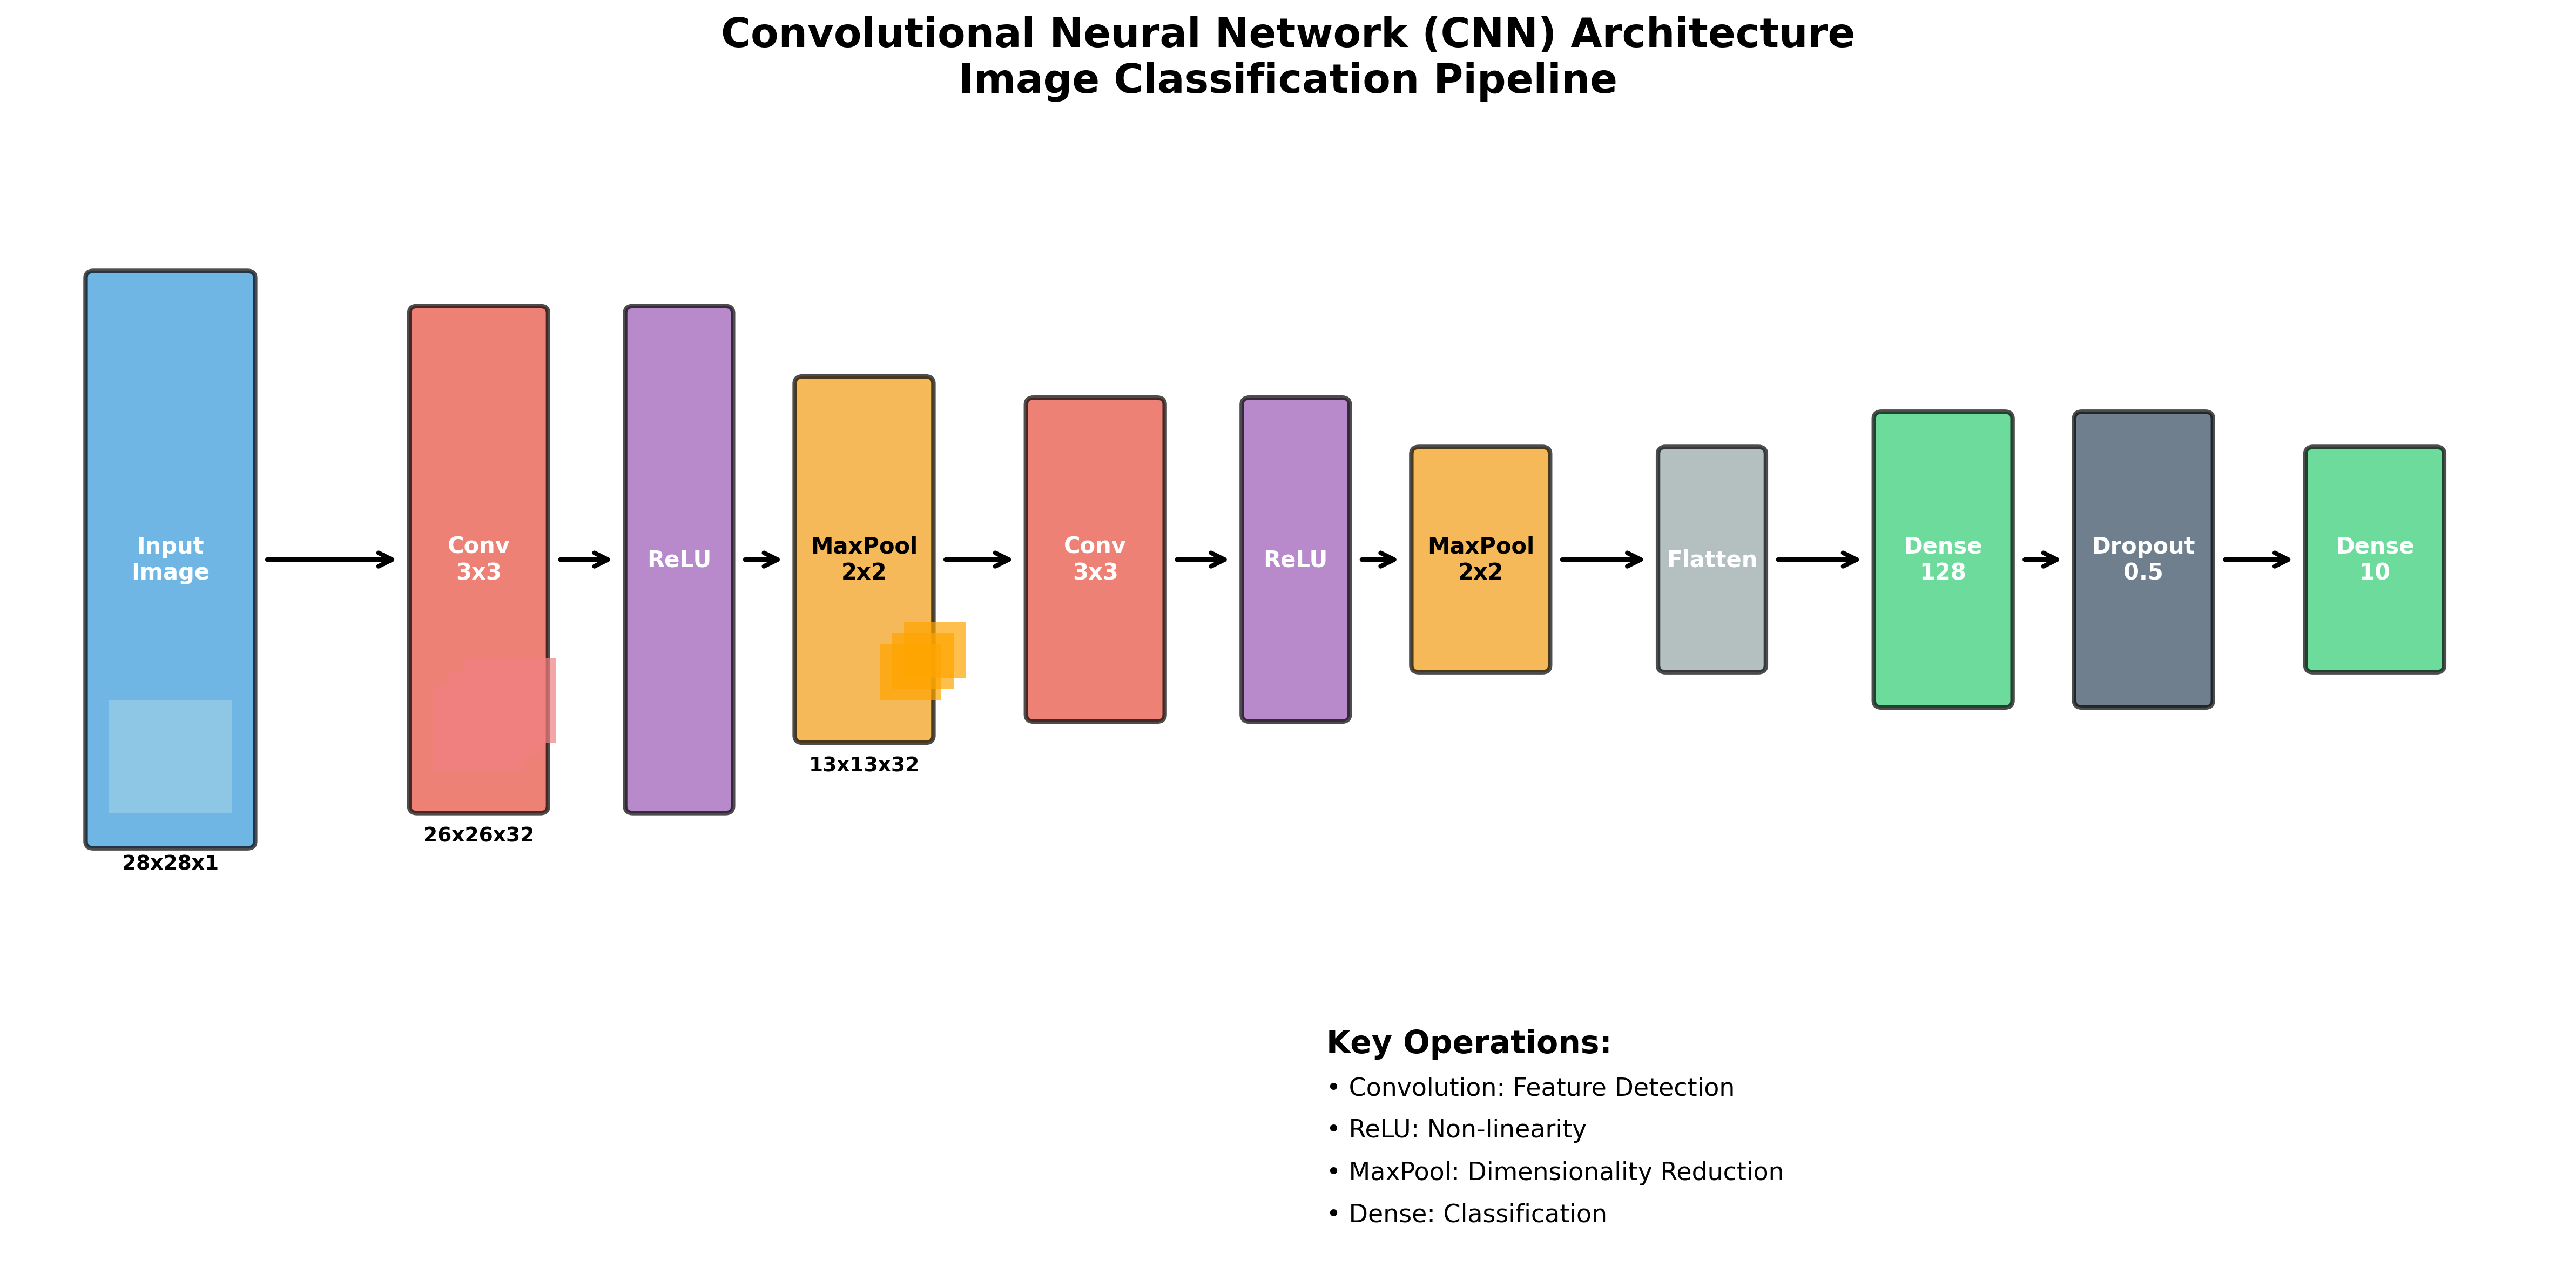 Convolutional Neural Network (CNN) Architecture
Image Classification Pipeline
Input
Image
28x28x1
Conv
3x3
26x26x32
ReLU
MaxPool
2x2
13x13x32
Conv
3x3
ReLU
MaxPool
2x2
Flatten
Dense
128
Dropout
0.5
Dense
10
Key Operations:
• Convolution: Feature Detection
• ReLU: Non-linearity
• MaxPool: Dimensionality Reduction
• Dense: Classification